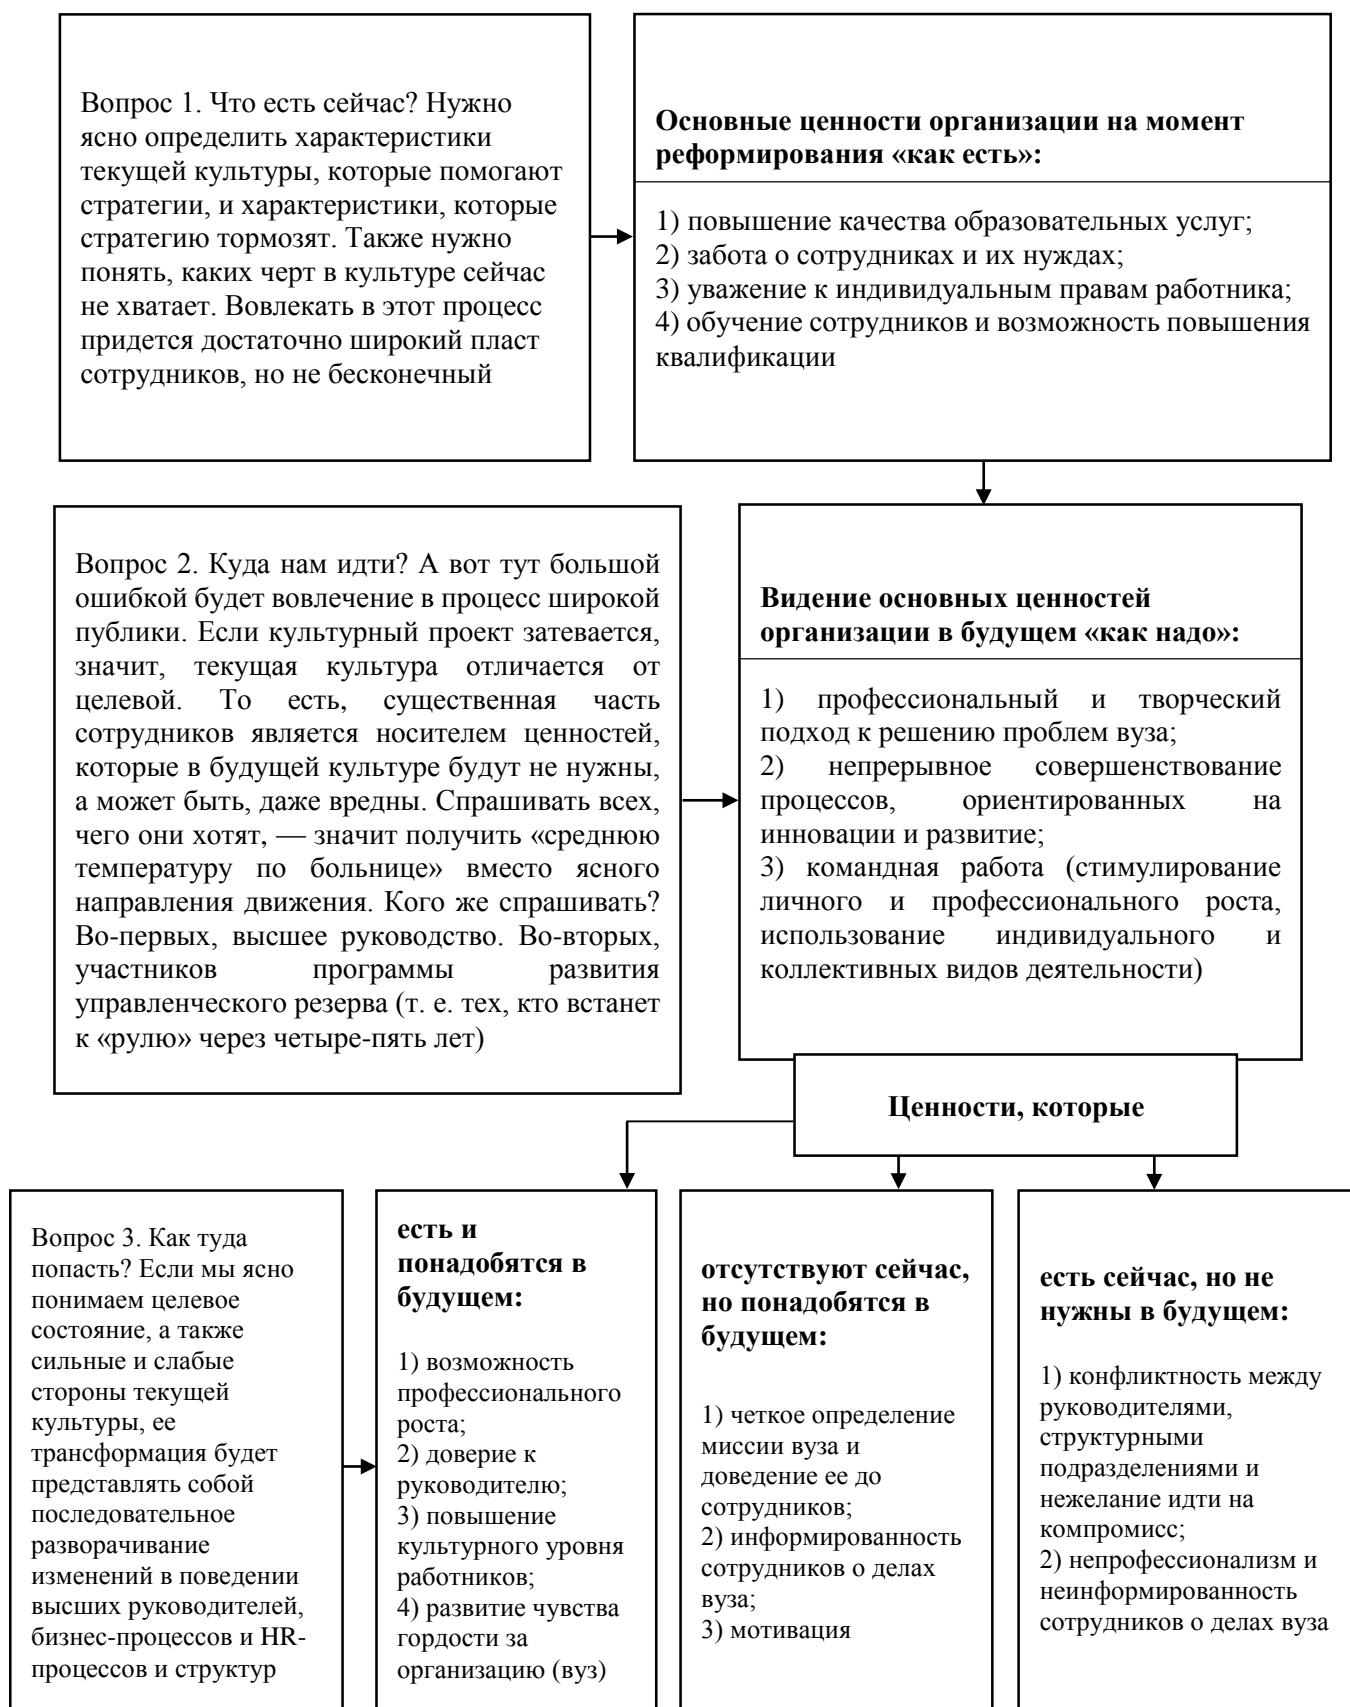 Вопрос 1. Что есть сейчас? Нужно
ясно определить характеристики
текущей культуры, которые помогают
стратегии, и характеристики, которые
стратегию тормозят. Также нужно
понять, каких черт в культуре сейчас
не хватает. Вовлекать в этот процесс
придется достаточно широкий пласт
сотрудников, но не бесконечный
Основные ценности организации на момент
реформирования «как есть»:
1) повышение качества образовательных услуг;
2) забота о сотрудниках и их нуждах;
3) уважение к индивидуальным правам работника;
4) обучение сотрудников и возможность повышения
квалификации
Вопрос 2. Куда нам идти? А вот тут большой
ошибкой будет вовлечение в процесс широкой
публики. Если культурный проект затевается,
значит, текущая культура отличается от
целевой. То есть, существенная часть
сотрудников является носителем ценностей,
которые в будущей культуре будут не нужны,
а может быть, даже вредны. Спрашивать всех,
чего они хотят, — значит получить «среднюю
температуру по больнице» вместо ясного
направления движения. Кого же спрашивать?
Во-первых, высшее руководство. Во-вторых,
участников программы развития
управленческого резерва (т. е. тех, кто встанет
к «рулю» через четыре-пять лет)
Видение основных ценностей
организации в будущем «как надо»:
1) профессиональный и творческий
подход к решению проблем вуза;
2) непрерывное совершенствование
процессов, ориентированных на
инновации и развитие;
3) командная работа (стимулирование
личного и профессионального роста,
использование индивидуального и
коллективных видов деятельности)
Ценности, которые
Вопрос 3. Как туда
попасть? Если мы ясно
понимаем целевое
состояние, а также
сильные и слабые
стороны текущей
культуры, ее
трансформация будет
представлять собой
последовательное
разворачивание
изменений в поведении
высших руководителей,
бизнес-процессов и HR-
процессов и структур
есть и
понадобятся в
будущем:
1) возможность
профессионального
роста;
2) доверие к
руководителю;
3) повышение
культурного уровня
работников;
4) развитие чувства
гордости за
организацию (вуз)
отсутствуют сейчас,
но понадобятся в
будущем:
1) четкое определение
миссии вуза и
доведение ее до
сотрудников;
2) информированность
сотрудников о делах
вуза;
3) мотивация
есть сейчас, но не
нужны в будущем:
1) конфликтность между
руководителями,
структурными
подразделениями и
нежелание идти на
компромисс;
2) непрофессионализм и
неинформированность
сотрудников о делах вуза